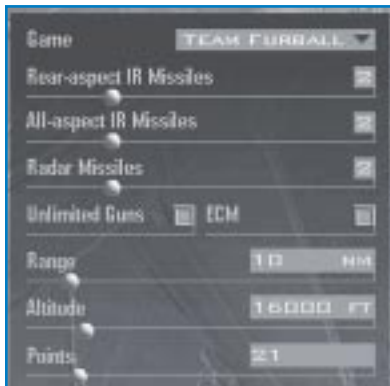 Game TEAM FURBALL
Rear-aspect IR Missiles 2
All-aspect IR Missiles 2
Radar Missiles 2
Unlimited Guns ECM
Range 10 NM
Altitude 16000 FT
Points 21